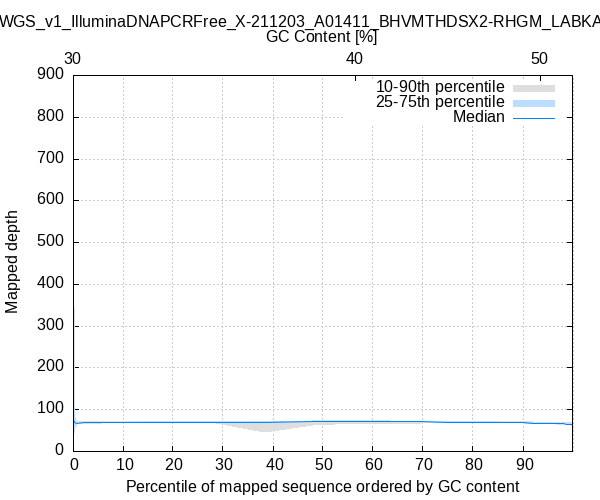 WGS_v1_IlluminaDNAPCRFree_X-211203_A01411_BHVMTHDSX2-RHGM_LABKA
GC Content [%]
30 40 50
10-90th percentile
25-75th percentile
Median
900
800
700
600
500
400
300
200
100
0
Mapped depth
0 10 20 30 40 50 60 70 80 90
Percentile of mapped sequence ordered by GC content